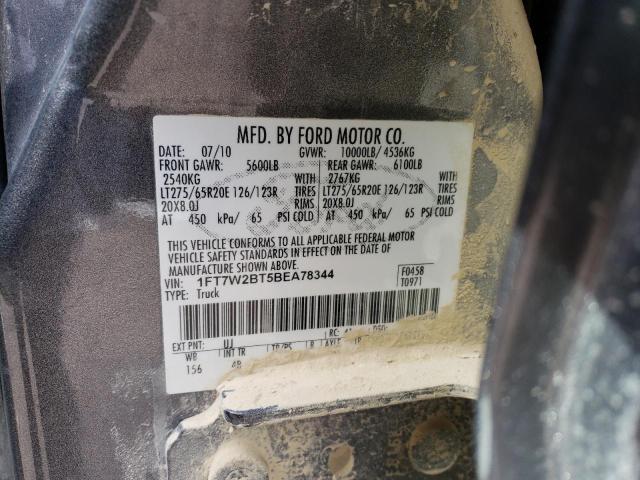 MFD. BY FORD MOTOR CO.
DATE: 07/10 GVWR: 10000LB/ 4536KG
FRONT GAWR: 5600LB REAR GAWR: 6100LB
2540KG WITH 2767KG WITH
LT275/65R20E 126/123R TIRES LT275/65R20E 126/123R TIRES
20X8.0J RIMS 20X8.0J RIMS
AT 450 kPa/ 65 PSI COLD AT 450 kPa/ 65 PSI COLD
THIS VEHICLE CONFORMS TO ALL APPLICABLE FEDERAL MOTOR
VEHICLE SAFETY STANDARDS IN EFFECT ON THE DATE OF
MANUFACTURE SHOWN ABOVE.
VIN: 1FT7W2BT5BEA78344 F0458
TYPE: Truck T0971
EXT PNT: UJ RC:
WB INT TR
156